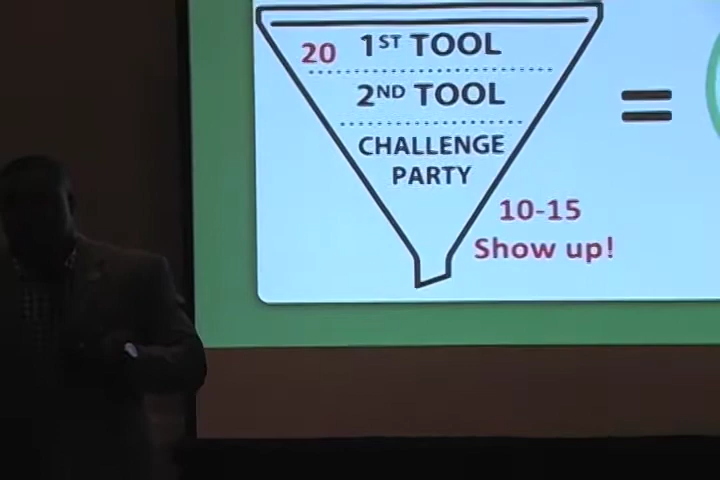 20 1ST TOOL
2ND TOOL
CHALLENGE
PARTY
=
10-15
Show up!